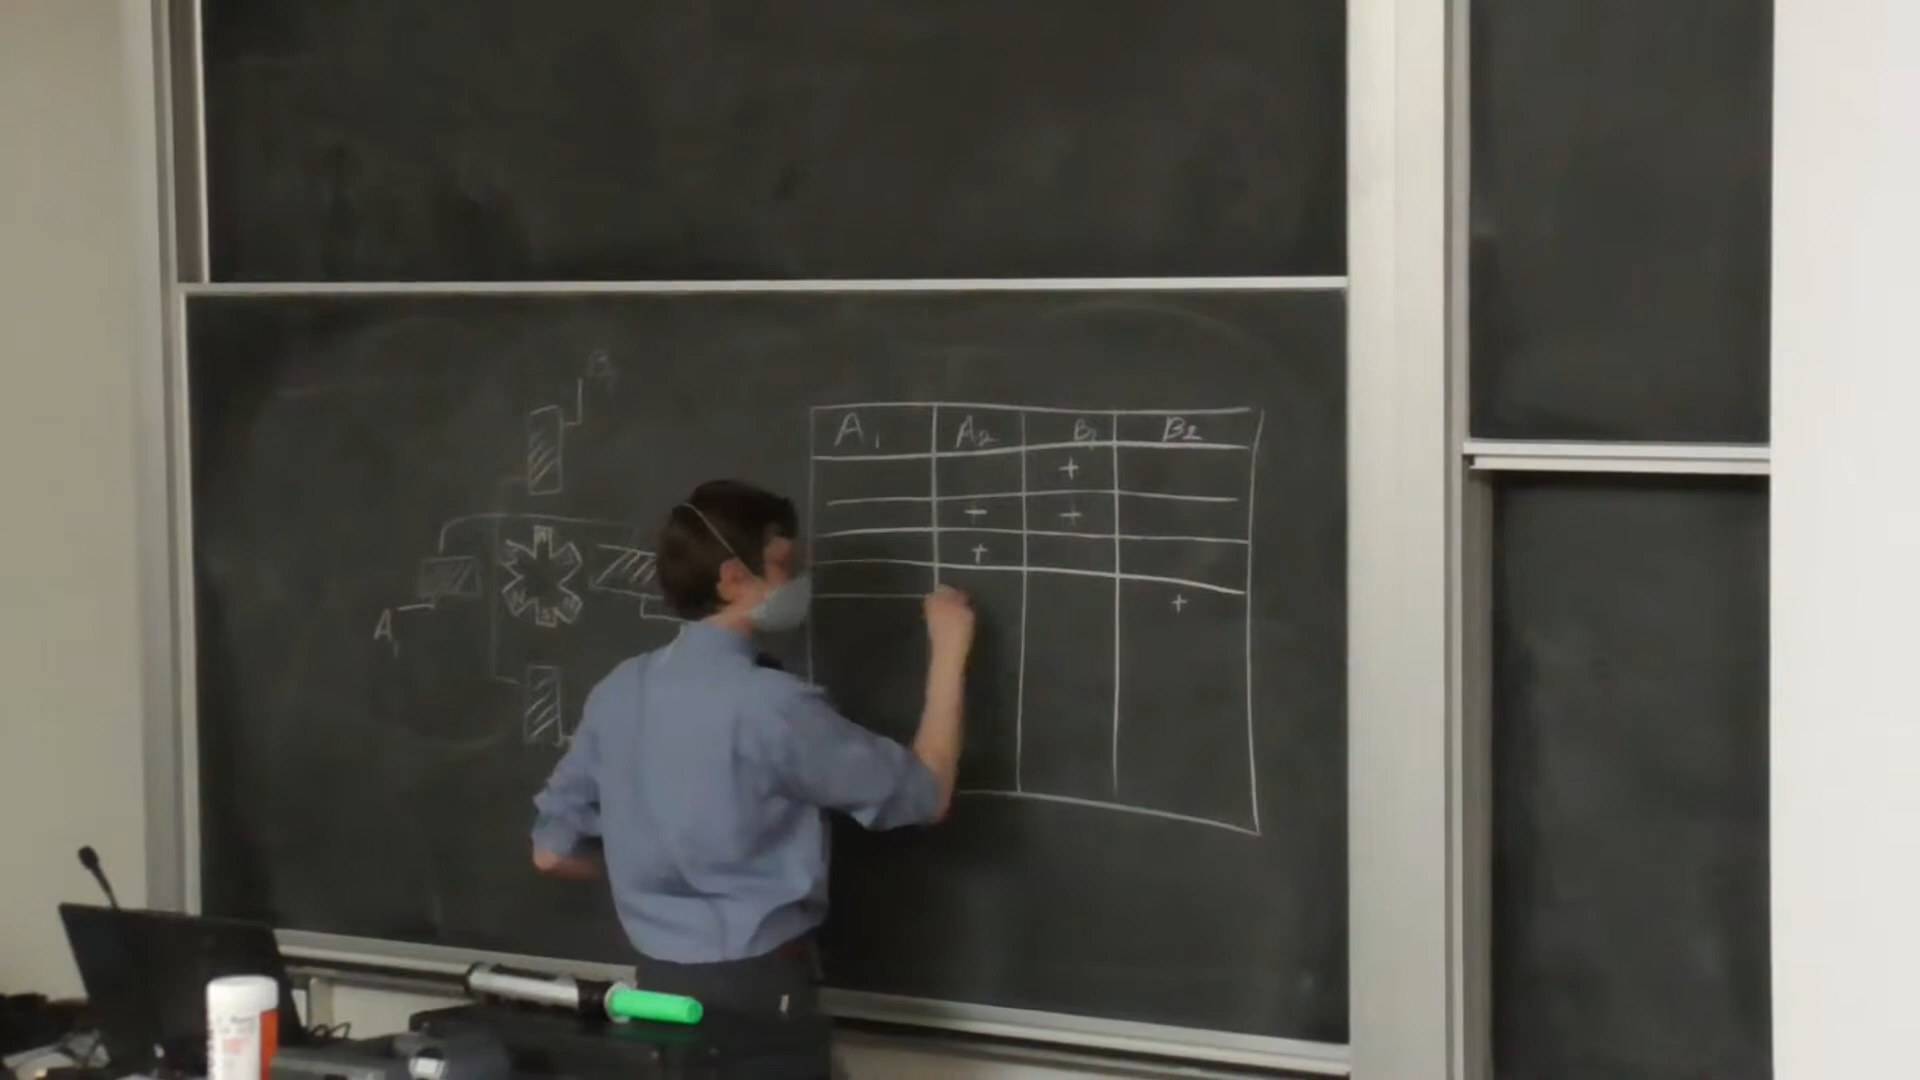 B1
A1 A2 B1 B2
+
+ +
+
+
A1